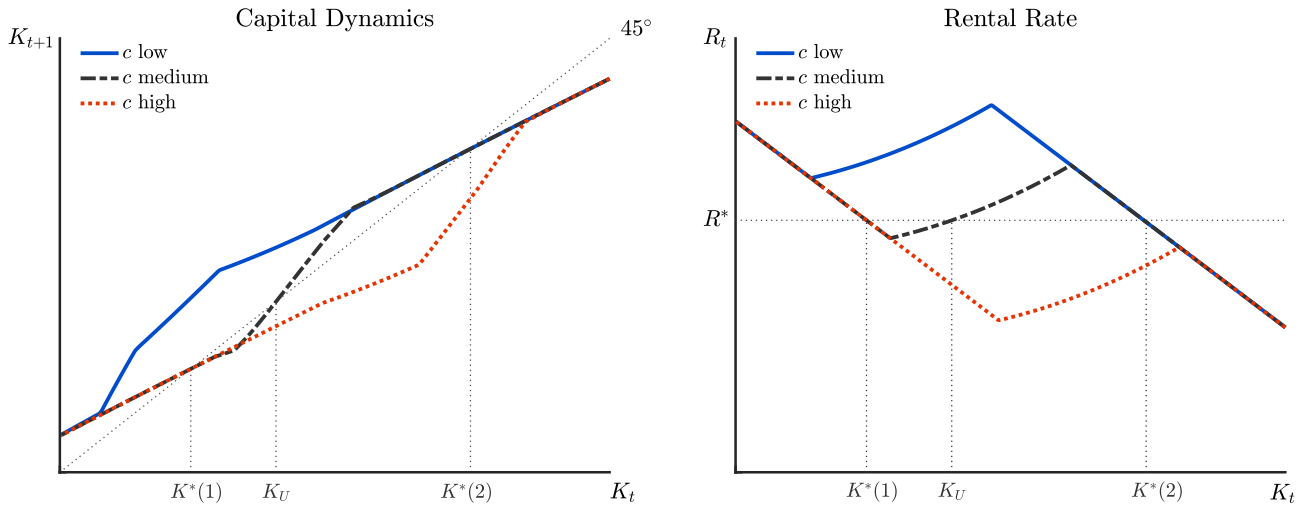 Capital Dynamics
K_{t+1}
45°
c low
c medium
c high
K*(1)
K_U
K*(2)
K_t
Rental Rate
R_t
c low
c medium
c high
R*
K*(1)
K_U
K*(2)
K_t